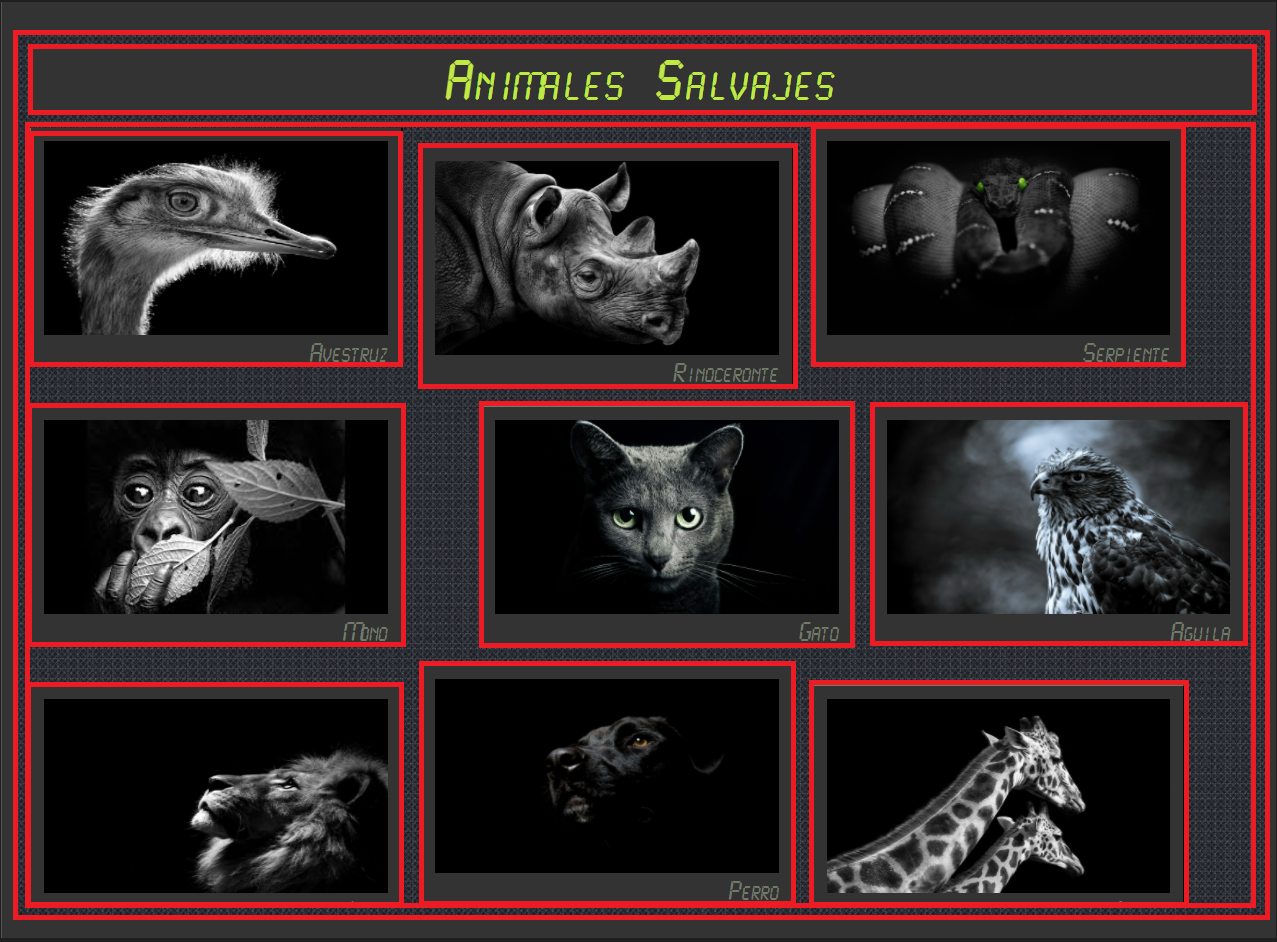 Animales Salvajes
Avestruz
Rinoceronte
Serpiente
Mono
Gato
Aguila
Perro